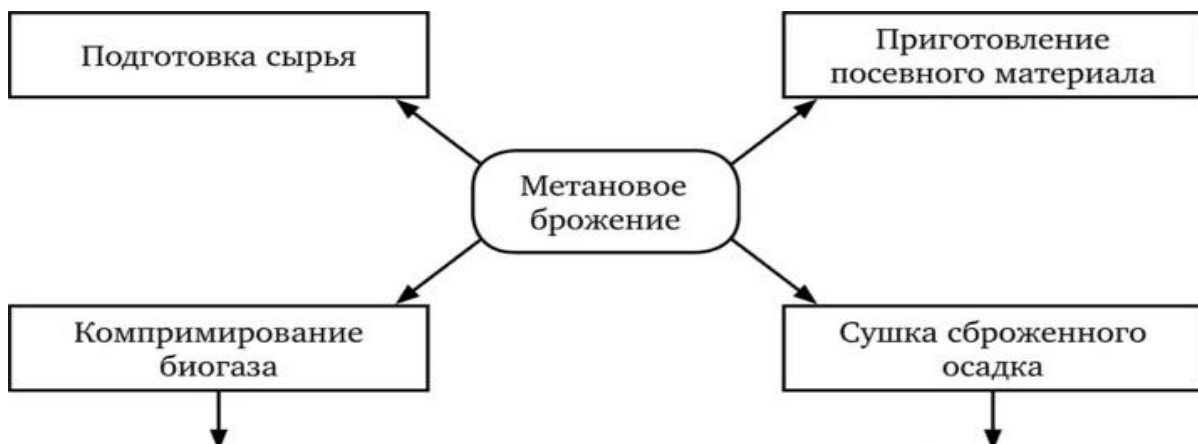 Подготовка сырья
Приготовление
посевного материала
Метановое
брожение
Компримирование
биогаза
Сушка сброженного
осадка